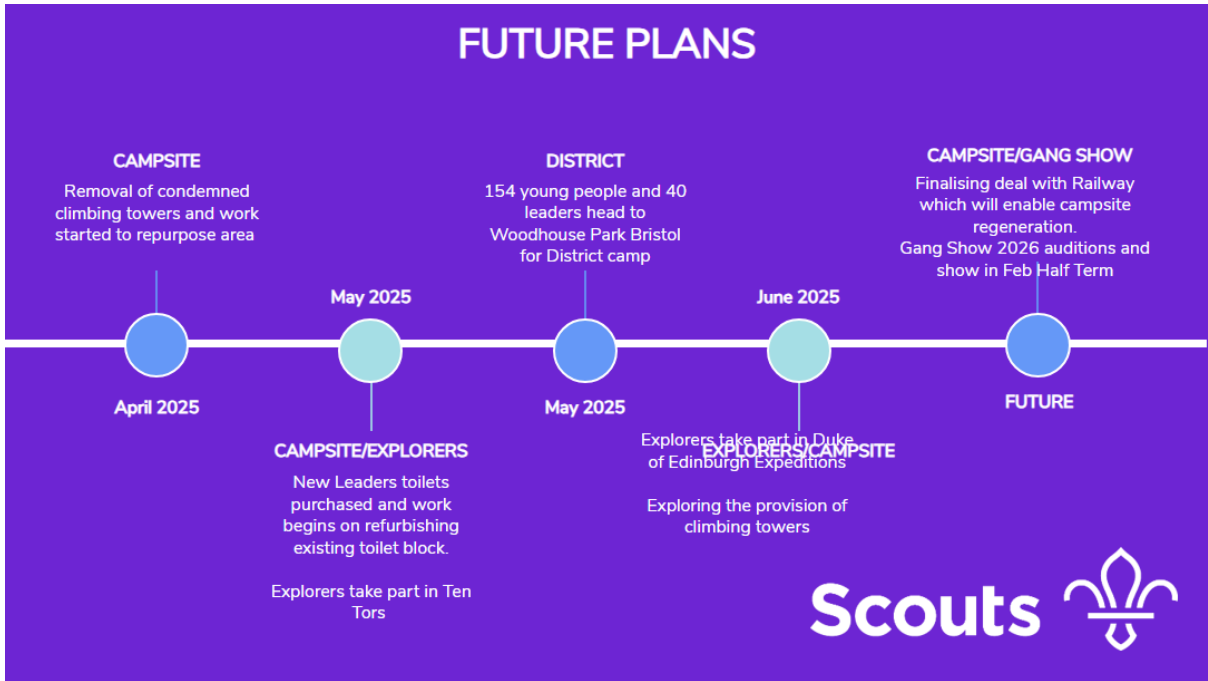 FUTURE PLANS
CAMPSITE
Removal of condemned
climbing towers and work
started to repurpose area
April 2025
May 2025
CAMPSITE/EXPLORERS
New Leaders toilets
purchased and work
begins on refurbishing
existing toilet block.
Explorers take part in Ten
Tors
DISTRICT
154 young people and 40
leaders head to
Woodhouse Park Bristol
for District camp
May 2025
June 2025
EXPLORERS/CAMPSITE
Explorers take part in Duke
of Edinburgh Expeditions
Exploring the provision of
climbing towers
CAMPSITE/GANG SHOW
Finalising deal with Railway
which will enable campsite
regeneration.
Gang Show 2026 auditions and
show in Feb Half Term
FUTURE
Scouts